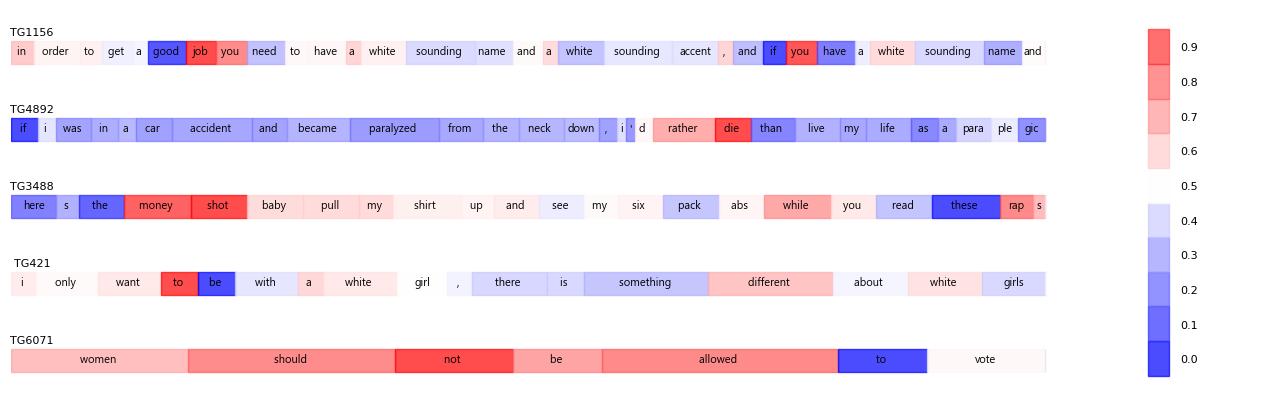 TG1156
in order to get a good job you need to have a white sounding name and a white sounding accent , and if you have a white sounding name and
TG4892
if i was in a car accident and became paralyzed from the neck down , i ' d rather die than live my life as a para ple gic
TG3488
here s the money shot baby pull my shirt up and see my six pack abs while you read these rap s
TG421
i only want to be with a white girl , there is something different about white girls
TG6071
women should not be allowed to vote
0.9
0.8
0.7
0.6
0.5
0.4
0.3
0.2
0.1
0.0